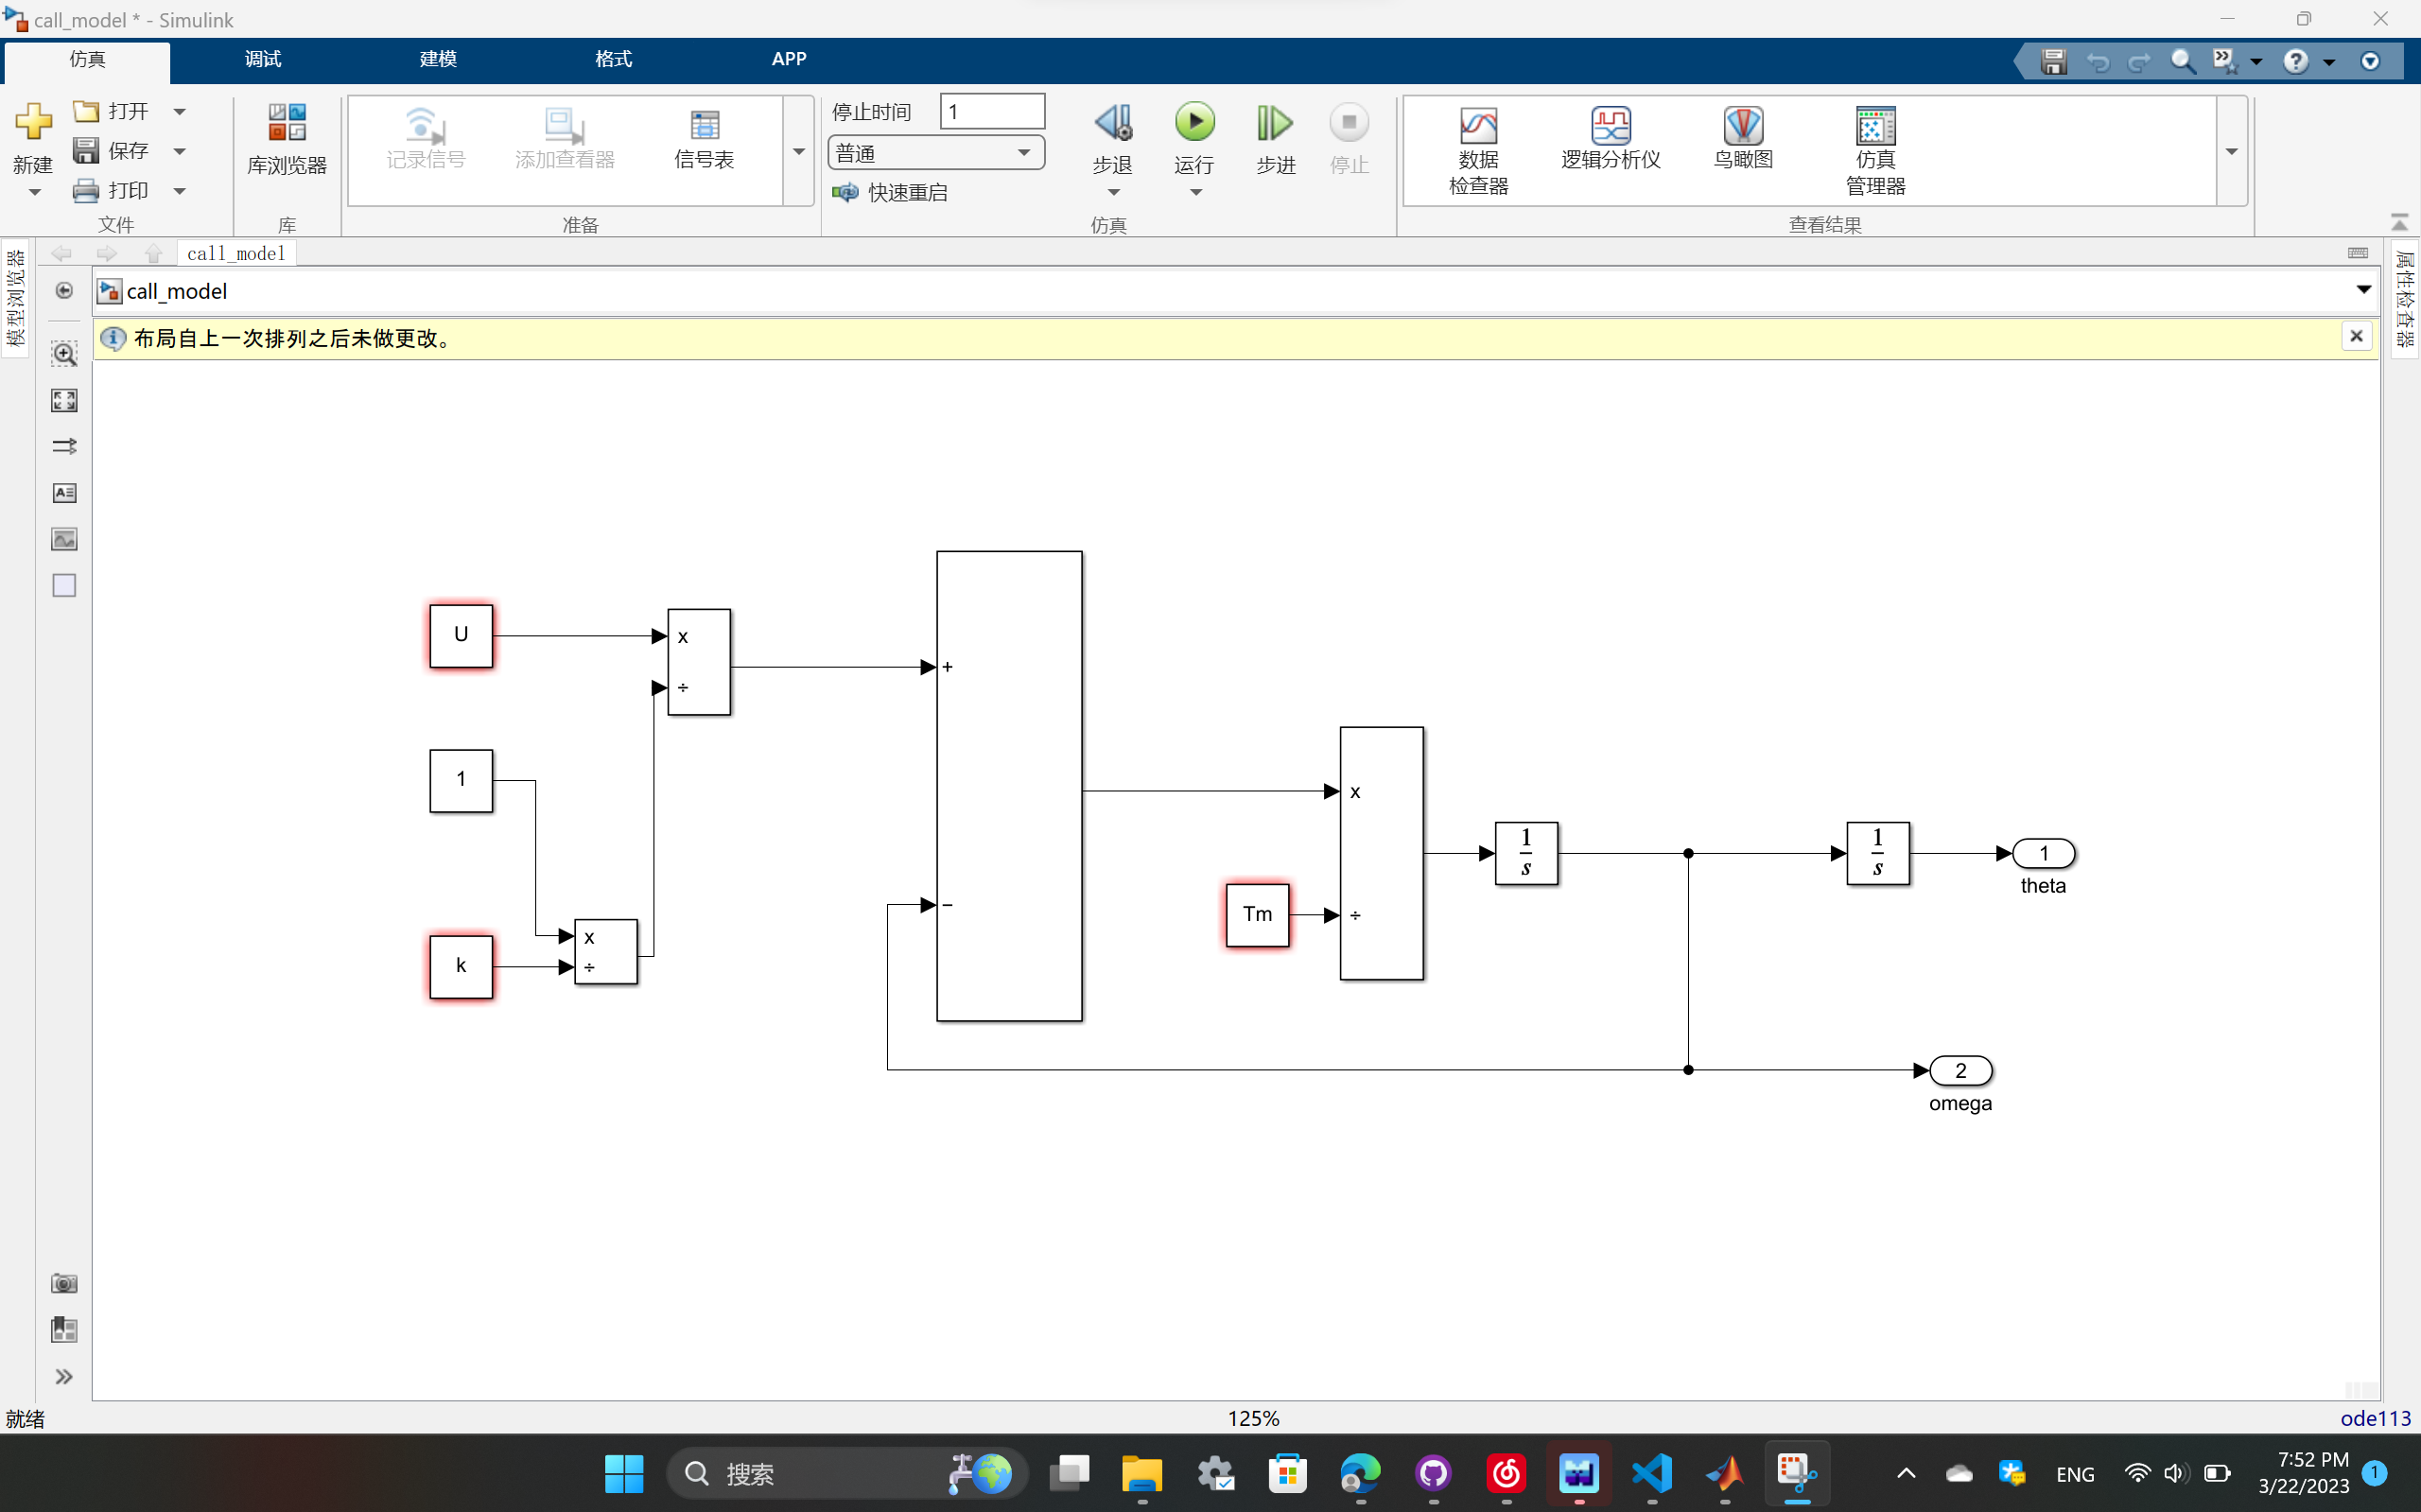 call_model * - Simulink
仿真 调试 建模 格式 APP
新建 打开 保存 打印
文件
库浏览器
库
记录信号 添加查看器 信号表
准备
停止时间 1
普通
快速重启
步退 运行 步进 停止
仿真
数据
检查器
逻辑分析仪 鸟瞰图
仿真
管理器
查看结果
模型浏览器
call_model
属性检查器
call_model
布局自上一次排列之后未做更改。
U
x
÷
+
1
x
1
s
1
s
1
theta
Tm
÷
−
k
x
÷
2
omega
就绪
125%
ode113
搜索
ENG
7:52 PM
3/22/2023
1